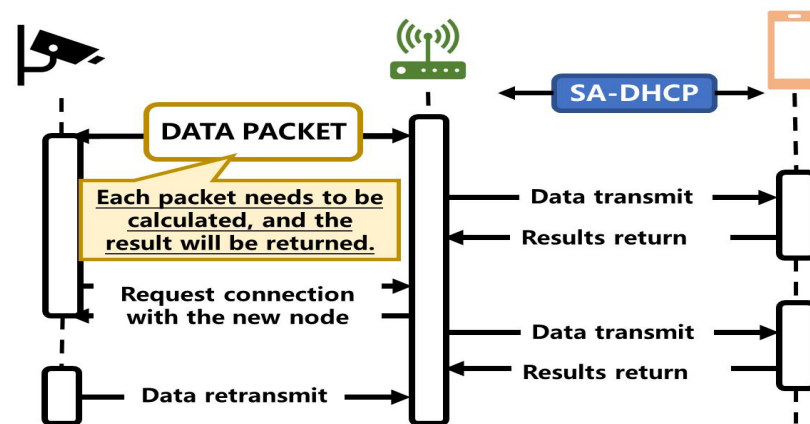 SA-DHCP
DATA PACKET
Each packet needs to be
calculated, and the
result will be returned.
Data transmit
Results return
Request connection
with the new node
Data transmit
Results return
Data retransmit